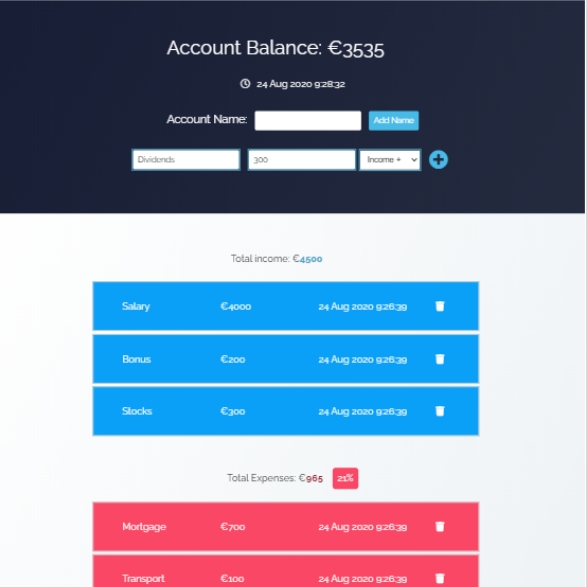 Account Balance: €3535
24 Aug 2020 9:28:32
Account Name: Add Name
Dividends 300 Income +
Total income: €4500
Salary €4000 24 Aug 2020 9:26:39
Bonus €200 24 Aug 2020 9:26:39
Stocks €300 24 Aug 2020 9:26:39
Total Expenses: €965 21%
Mortgage €700 24 Aug 2020 9:26:39
Transport €100 24 Aug 2020 9:26:39